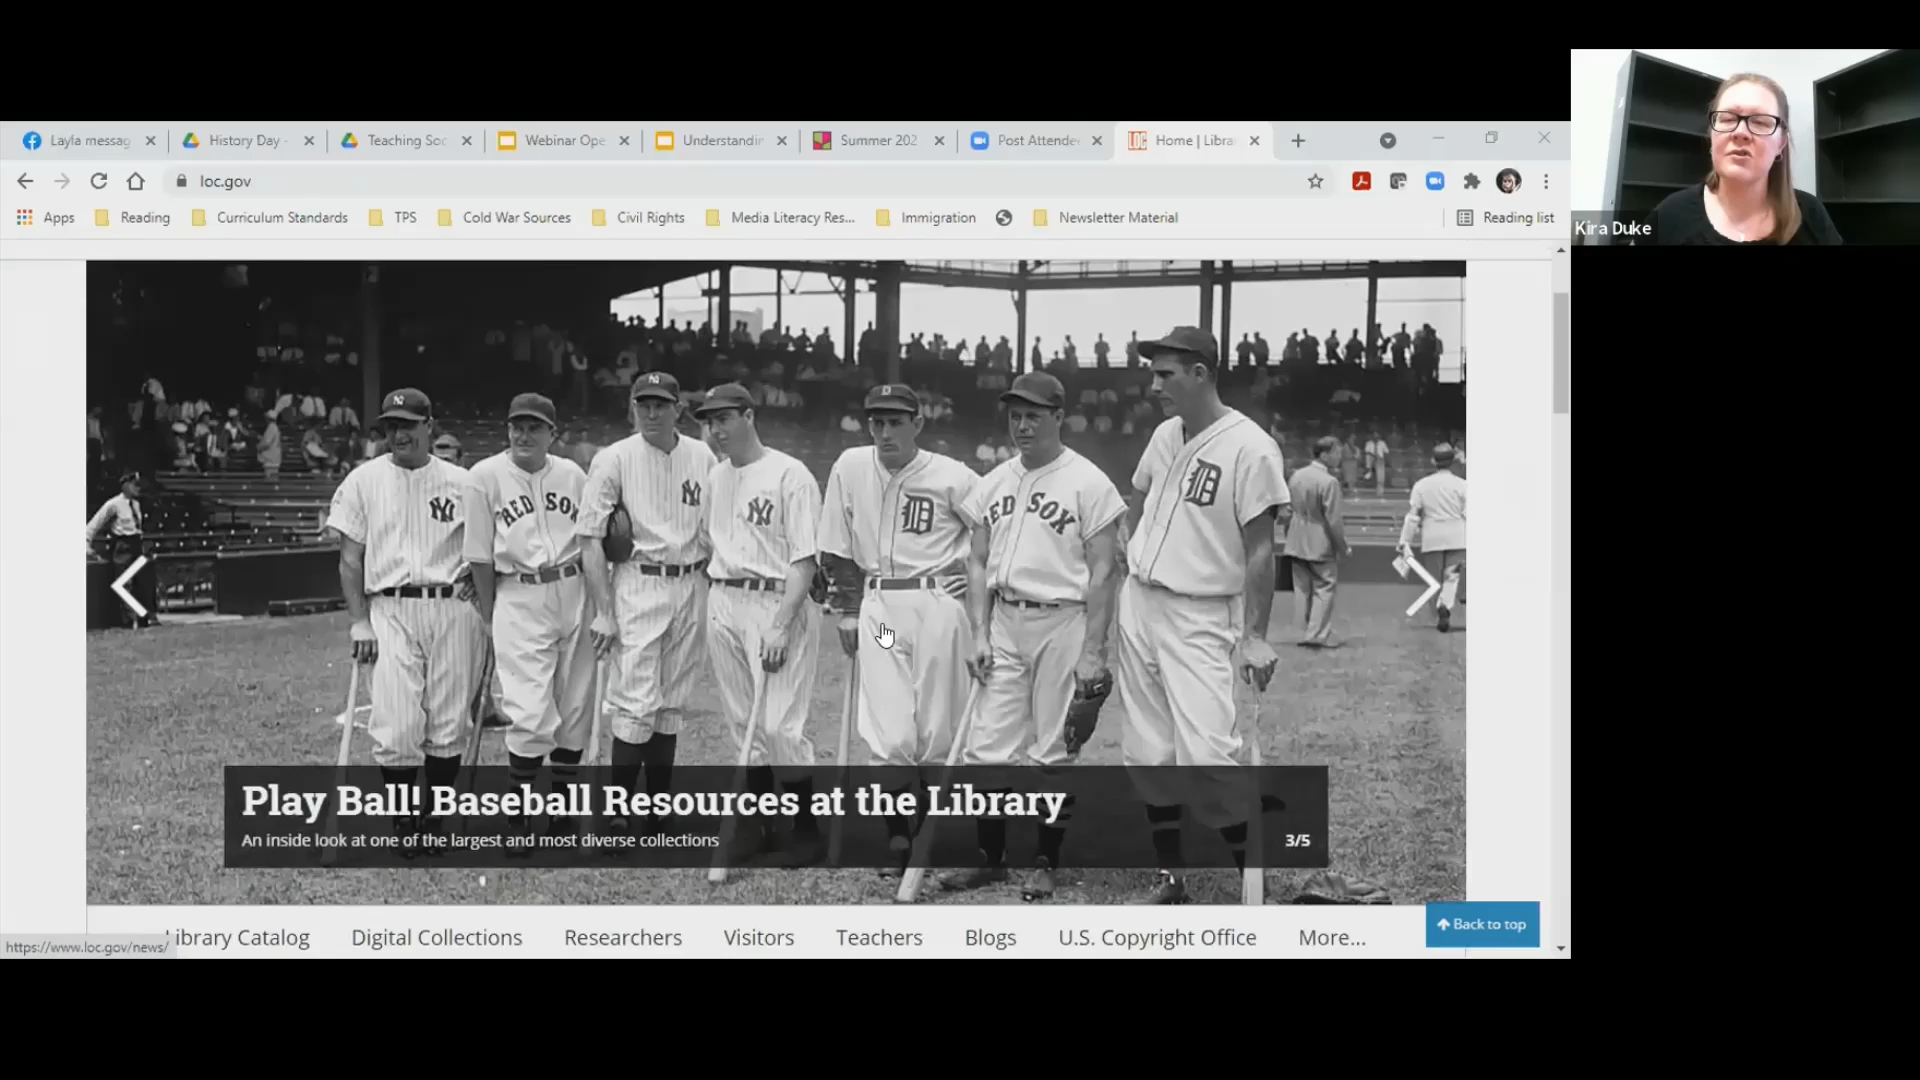 Layla messag
History Day -
Teaching Soc
Webinar Ope
Understandin
Summer 202
Post Attende
LOC
Home | Libra
loc.gov
Apps
Reading
Curriculum Standards
TPS
Cold War Sources
Civil Rights
Media Literacy Res...
Immigration
Newsletter Material
Reading list
Kira Duke
NY
RED SOX
NY
NY
D
ED SOX
D
Play Ball! Baseball Resources at the Library
An inside look at one of the largest and most diverse collections
3/5
Back to top
Library Catalog
Digital Collections
Researchers
Visitors
Teachers
Blogs
U.S. Copyright Office
More...
https://www.loc.gov/news/